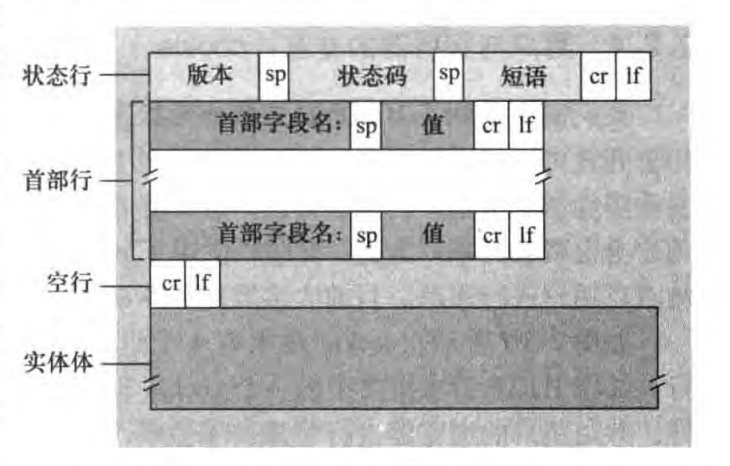 状态行 版本 sp 状态码 sp 短语 cr lf
首部字段名: sp 值 cr lf
首部行
首部字段名: sp 值 cr lf
空行 cr lf
实体体